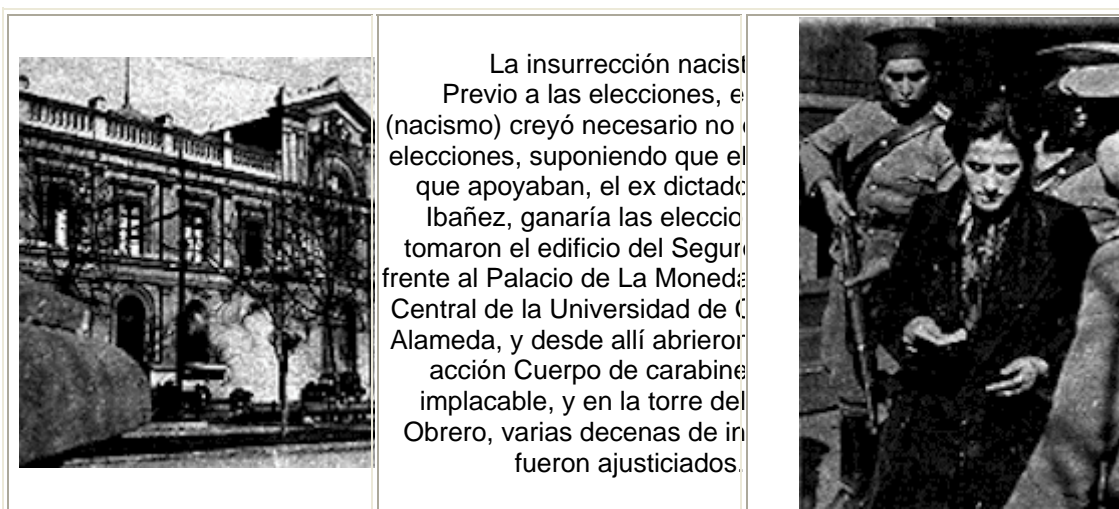 La insurrección nacist
Previo a las elecciones, e
(nacismo) creyó necesario no
elecciones, suponiendo que el
que apoyaban, el ex dictado
Ibañez, ganaría las eleccio
tomaron el edificio del Segur
frente al Palacio de La Moneda
Central de la Universidad de C
Alameda, y desde allí abrieron
acción Cuerpo de carabine
implacable, y en la torre del
Obrero, varias decenas de in
fueron ajusticiados.